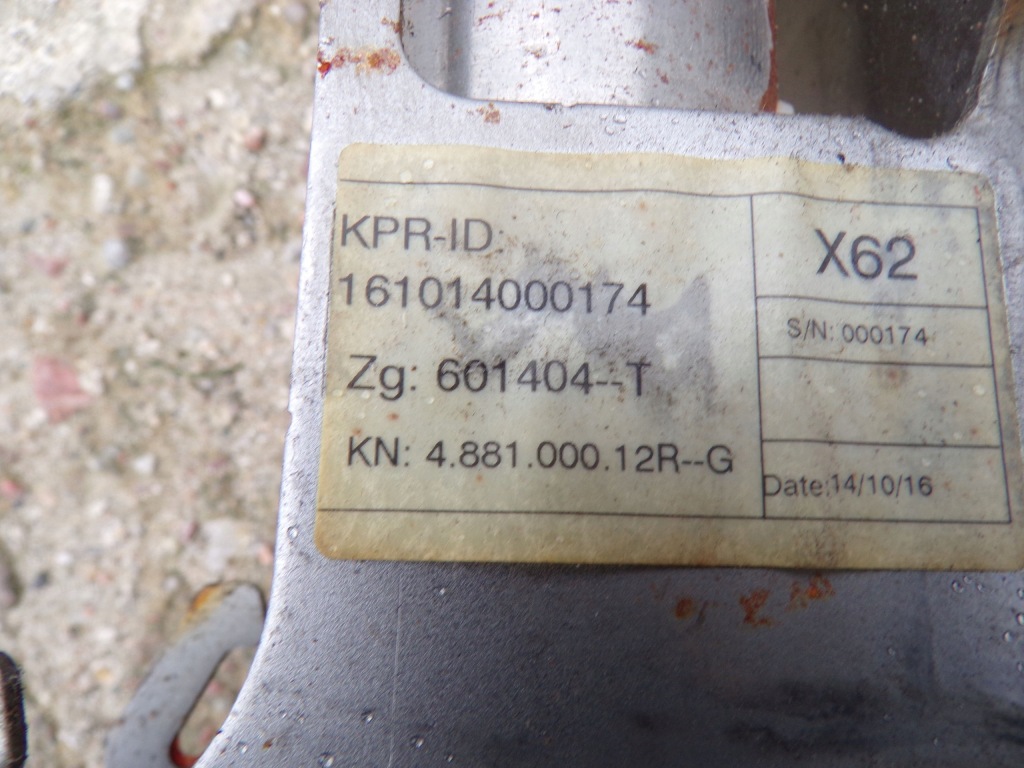 KPR-ID:
161014000174
Zg: 601404--T
KN: 4.881.000.12R--G
X62
S/N: 000174
Date:14/10/16